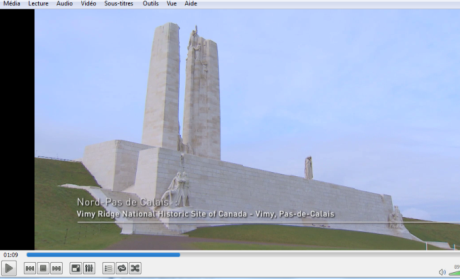 Média Lecture Audio Vidéo Sous-titres Outils Vue Aide
Nord-Pas de Calais
Vimy Ridge National Historic Site of Canada - Vimy, Pas-de-Calais
01:09